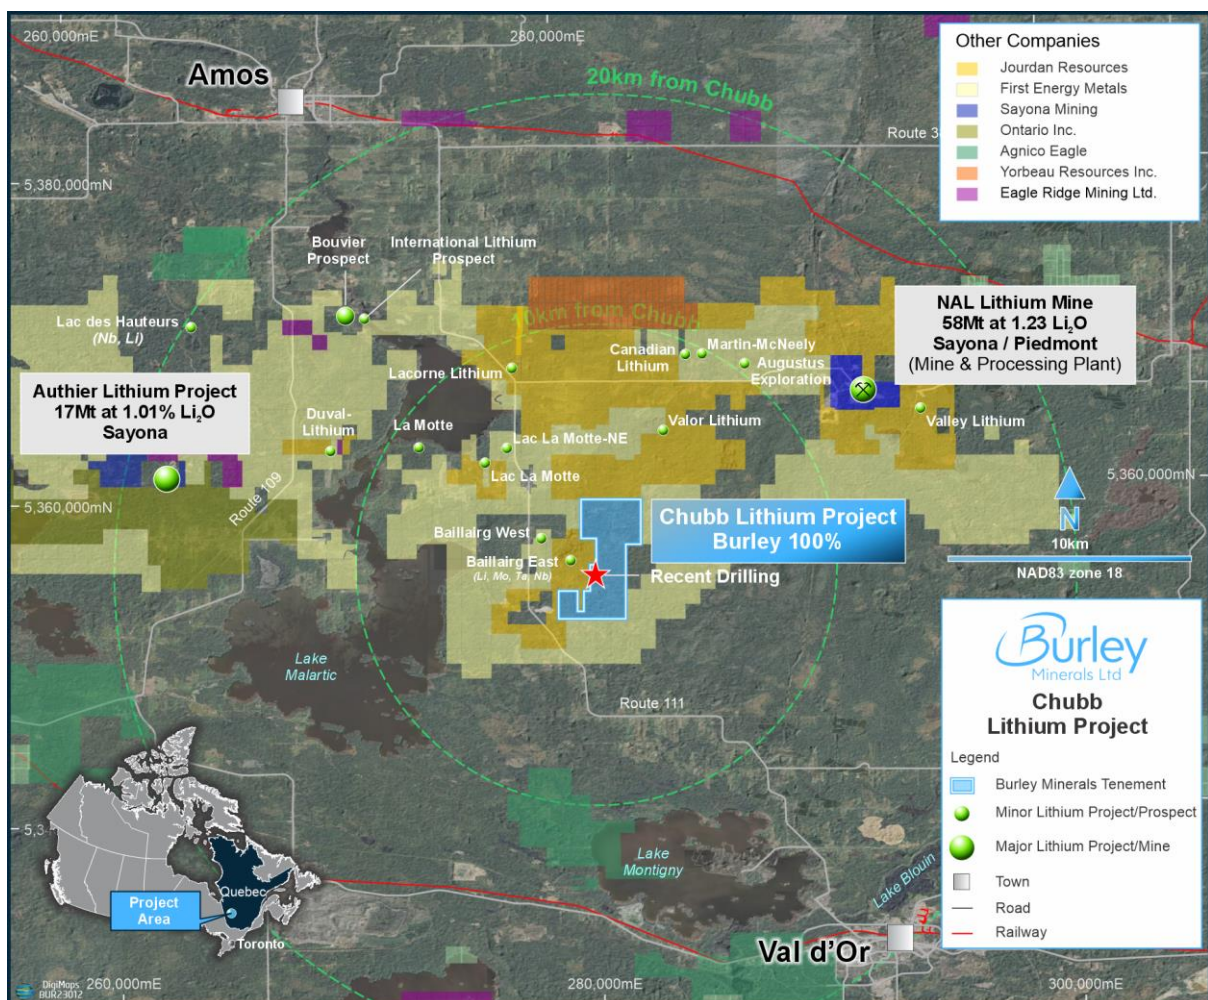 260,000mE
280,000mE
Amos
20km from Chubb
Route 38
5,380,000mN
Other Companies
Jourdan Resources
First Energy Metals
Sayona Mining
Ontario Inc.
Agnico Eagle
Yorbeau Resources Inc.
Eagle Ridge Mining Ltd.
Bouvier
Prospect
International Lithium
Prospect
Lac des Hauteurs
(Nb, Li)
10km from Chubb
NAL Lithium Mine
58Mt at 1.23 Li₂O
Sayona / Piedmont
(Mine & Processing Plant)
Canadian
Lithium
Martin-McNeely
Augustus
Exploration
Lacorne Lithium
Authier Lithium Project
17Mt at 1.01% Li₂O
Sayona
Duval-
Lithium
La Motte
Lac La Motte-NE
Lac La Motte
Valor Lithium
Valley Lithium
5,360,000mN
5,360,000mN
Route 109
Chubb Lithium Project
Burley 100%
Baillairg West
Baillairg East
(Li, Mo, Ta, Nb)
Recent Drilling
N
10km
NAD83 zone 18
Lake
Malartic
Route 111
Burley
Minerals Ltd
Chubb
Lithium Project
Legend
Burley Minerals Tenement
Minor Lithium Project/Prospect
Major Lithium Project/Mine
Town
Road
Railway
5,3
Quebec
Project
Area
Toronto
Lake
Montigny
Lake Blouin
Val d'Or
DigiMaps
BUR23012
260,000mE
280,000mE
300,000mE